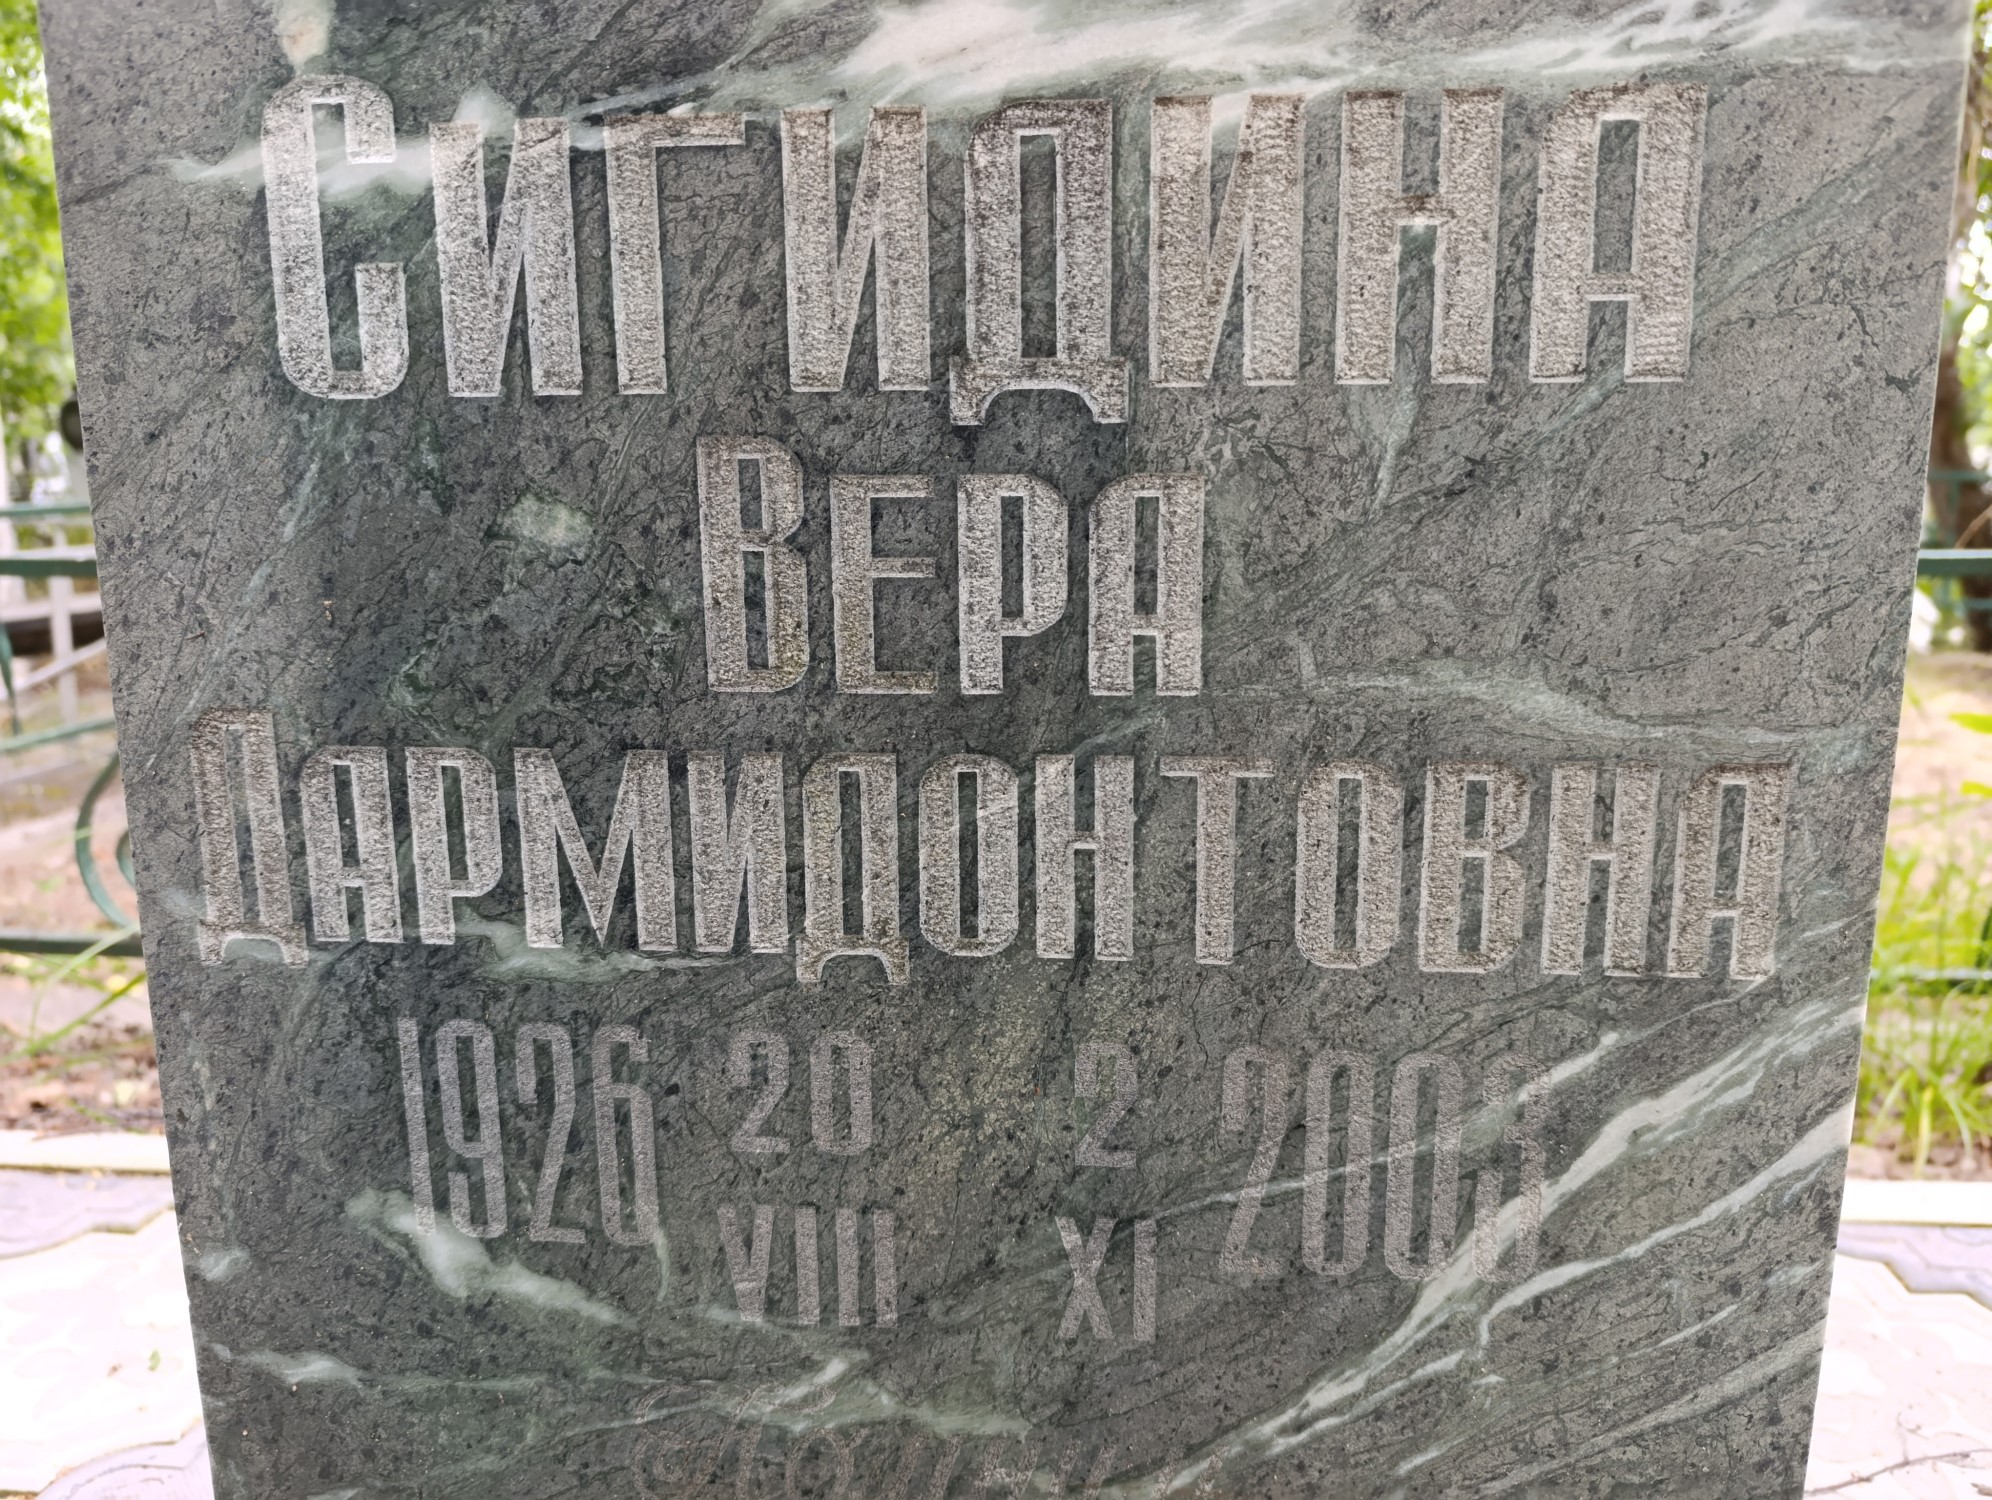 Сигидина
Вера
Дармидонтовна
1926 20 2 2003
VIII XI